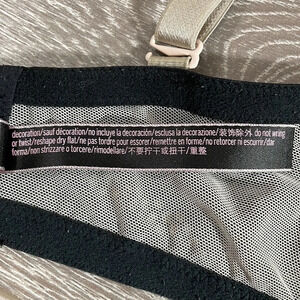 decoration/sauf décoration/no incluye la decoración/esclusa la decorazione/装饰除外 do not wring
or twist/reshape dry flat/ne pas tordre pour essorer/remettre en forme/no retorcer ni escurrir/dar
forma/non strizzare o torcere/rimodellare/不要拧干或扭干/重整